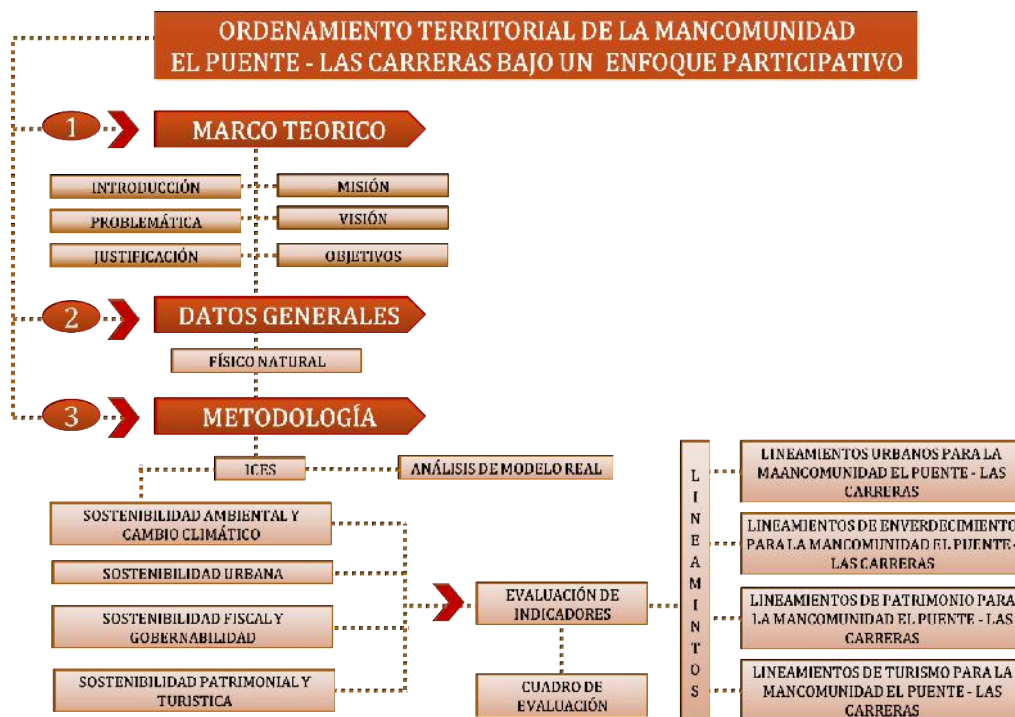 ORDENAMIENTO TERRITORIAL DE LA MANCOMUNIDAD
EL PUENTE - LAS CARRERAS BAJO UN ENFOQUE PARTICIPATIVO
1
MARCO TEORICO
INTRODUCCIÓN
MISIÓN
PROBLEMÁTICA
VISIÓN
JUSTIFICACIÓN
OBJETIVOS
2
DATOS GENERALES
FÍSICO NATURAL
3
METODOLOGÍA
ICES
ANÁLISIS DE MODELO REAL
SOSTENIBILIDAD AMBIENTAL Y
CAMBIO CLIMÁTICO
SOSTENIBILIDAD URBANA
SOSTENIBILIDAD FISCAL Y
GOBERNABILIDAD
SOSTENIBILIDAD PATRIMONIAL Y
TURISTICA
EVALUACIÓN DE
INDICADORES
CUADRO DE
EVALUACIÓN
L
I
N
E
A
M
I
N
T
O
S
LINEAMIENTOS URBANOS PARA LA
MAANCOMUNIDAD EL PUENTE - LAS
CARRERAS
LINEAMIENTOS DE ENVERDECIMIENTO
PARA LA MANCOMUNIDAD EL PUENTE -
LAS CARRERAS
LINEAMIENTOS DE PATRIMONIO PARA
LA MANCOMUNIDAD EL PUENTE - LAS
CARRERAS
LINEAMIENTOS DE TURISMO PARA LA
MANCOMUNIDAD EL PUENTE - LAS
CARRERAS